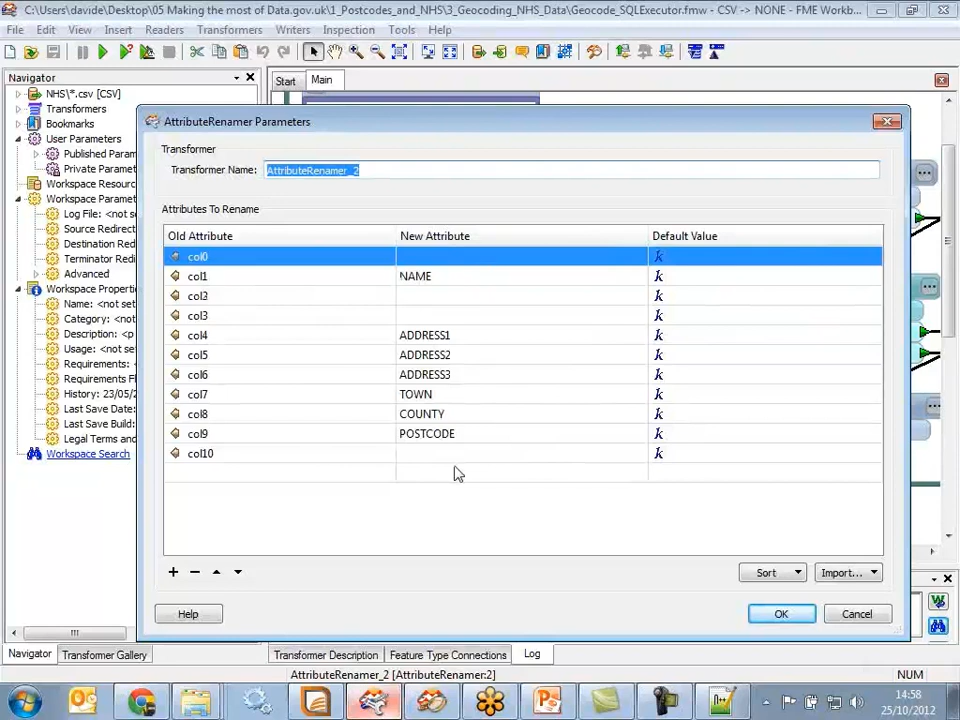 C:\Users\davide\Desktop\05 Making the most of Data.gov.uk\1_Postcodes_and_NHS\3_Geocoding_NHS_Data\Geocode_SQLExecutor.fmw - CSV -> NONE - FME Workb...
File Edit View Insert Readers Transformers Writers Inspection Tools Help
Navigator
Start
Main
NHS\*.csv [CSV]
Transformers
Bookmarks
User Parameters
Published Param
Private Paramet
Workspace Resourc
Workspace Parame
Log File: <not se
Source Redirect
Destination Red
Terminator Redi
Advanced
Workspace Properti
Name: <not set
Category: <not
Description: <p
Usage: <not set
Requirements:
Requirements Fi
History: 23/05/
Last Save Date:
Last Save Build:
Legal Terms and
Workspace Search
AttributeRenamer Parameters
Transformer
Transformer Name: AttributeRenamer_2
Attributes To Rename
Old Attribute New Attribute Default Value
col0 k
col1 NAME k
col2 k
col3 k
col4 ADDRESS1 k
col5 ADDRESS2 k
col6 ADDRESS3 k
col7 TOWN k
col8 COUNTY k
col9 POSTCODE k
col10 k
Sort
Import...
Help
OK
Cancel
Navigator
Transformer Gallery
Transformer Description
Feature Type Connections
Log
AttributeRenamer_2 [AttributeRenamer:2]
NUM
14:58
25/10/2012